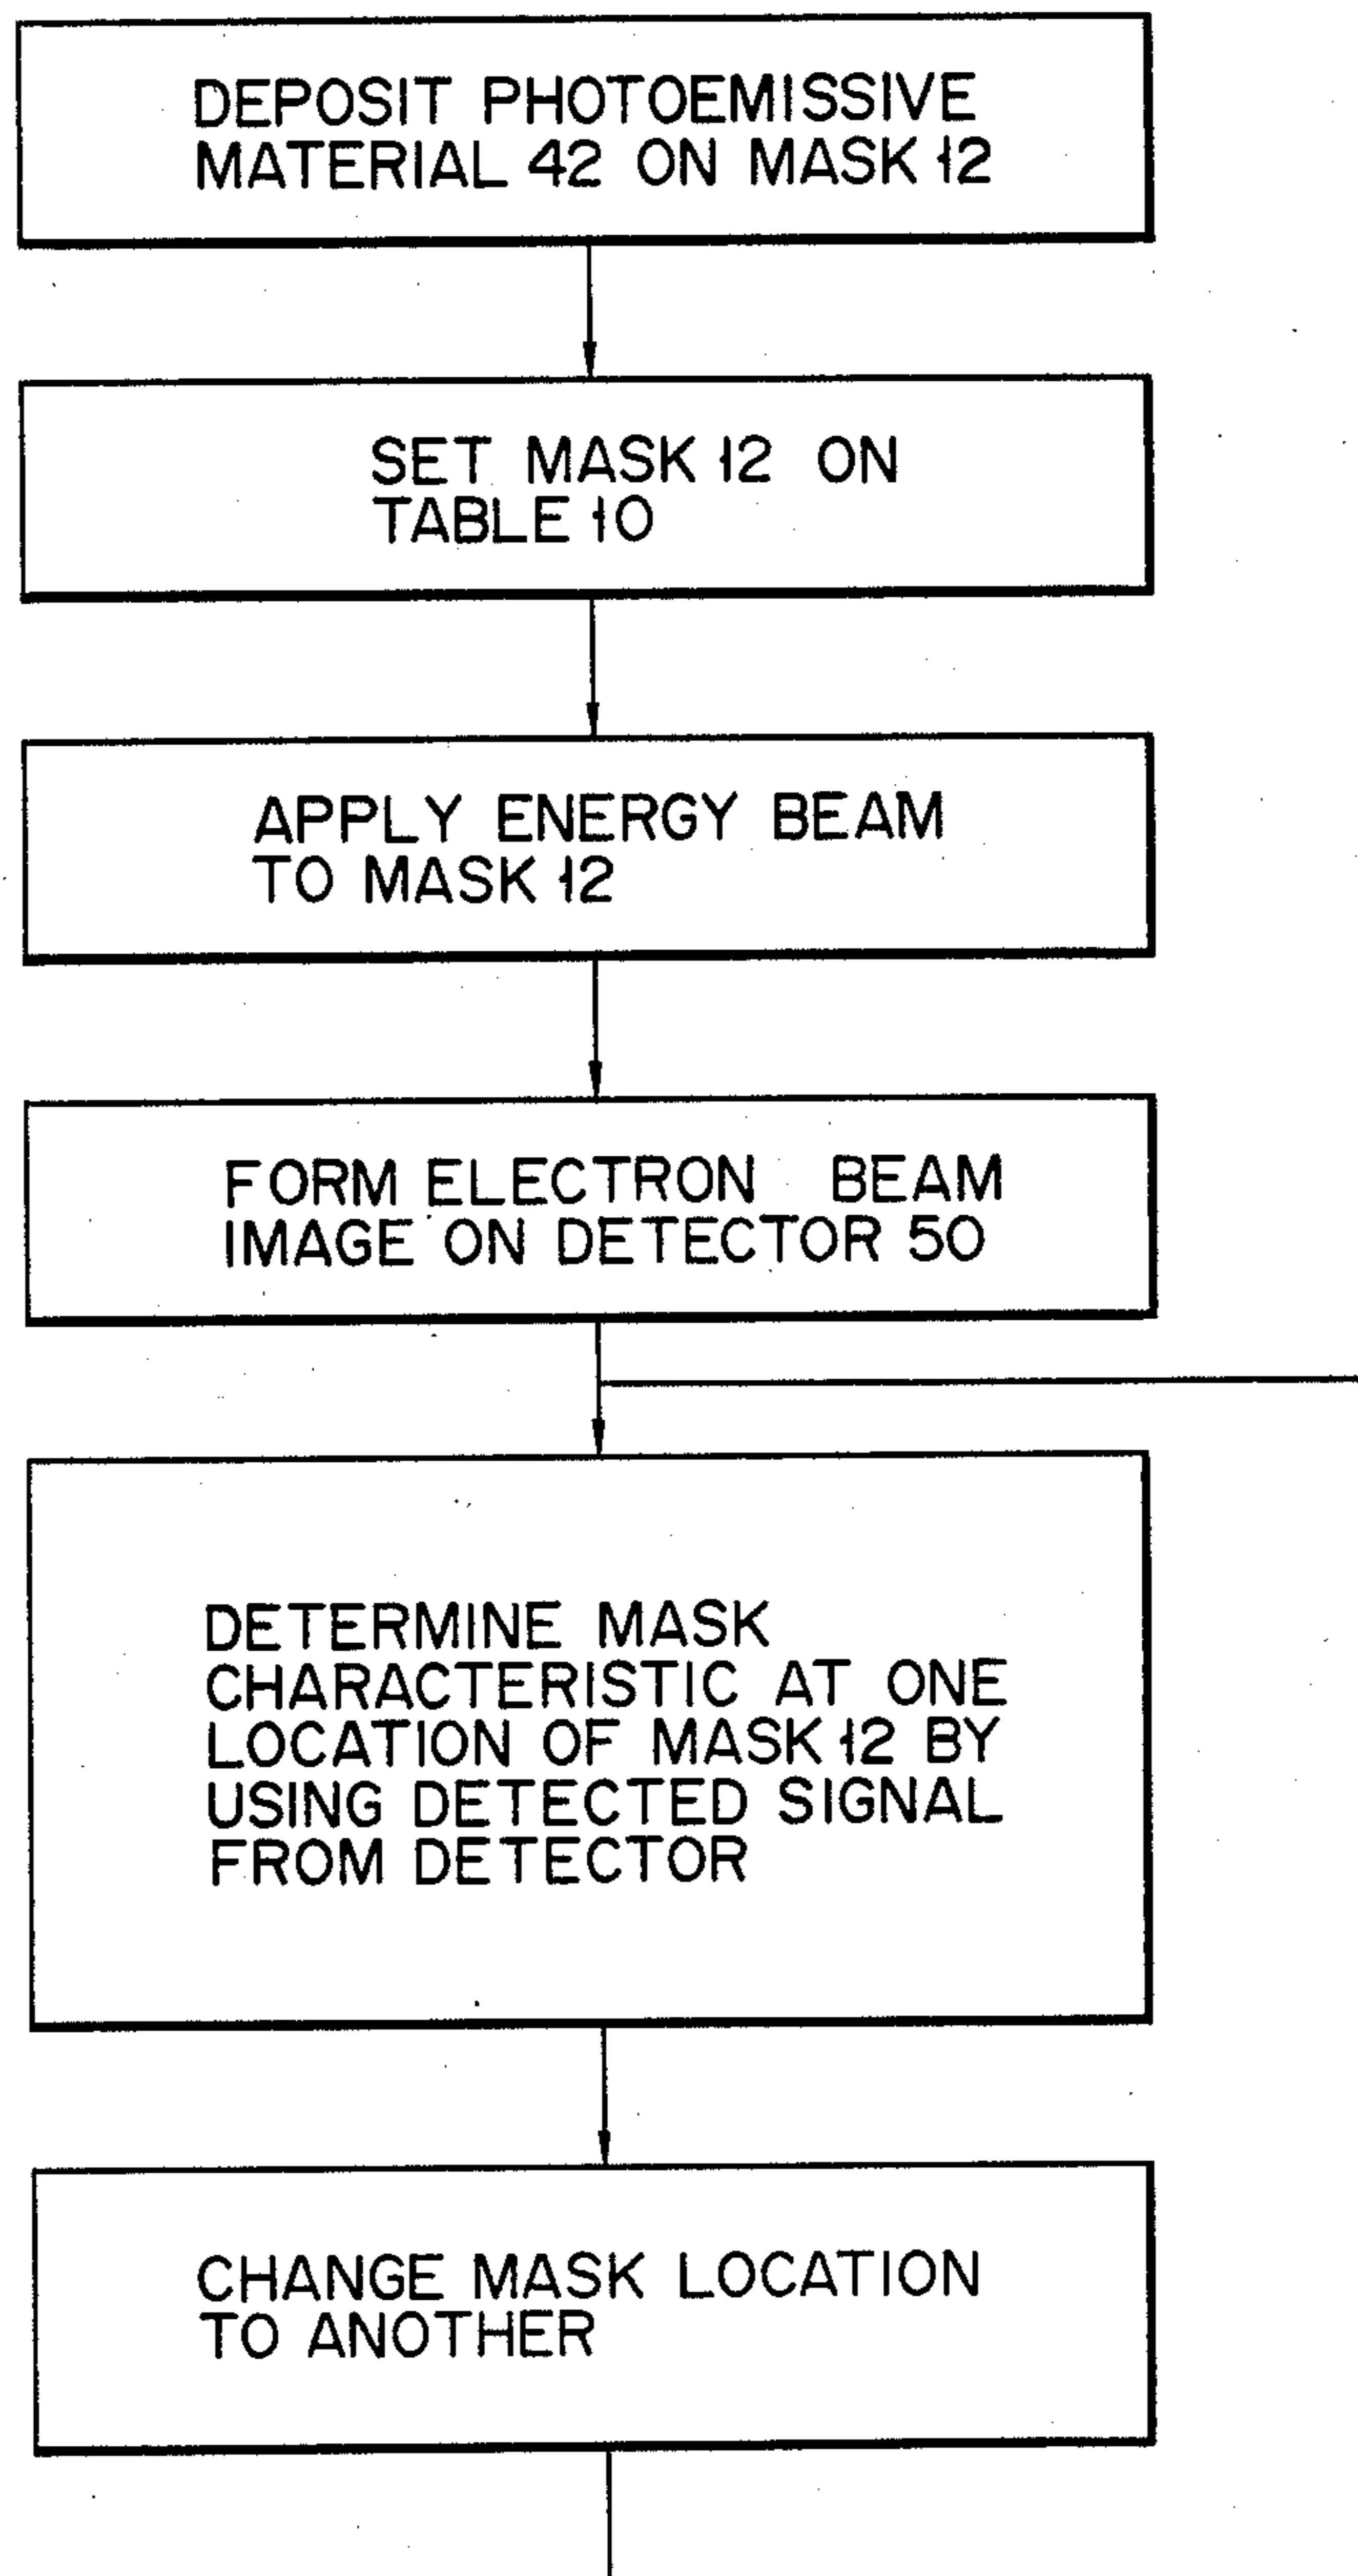 DEPOSIT PHOTOEMISSIVE
MATERIAL 42 ON MASK 12
SET MASK 12 ON
TABLE 10
APPLY ENERGY BEAM
TO MASK 12
FORM ELECTRON BEAM
IMAGE ON DETECTOR 50
DETERMINE MASK
CHARACTERISTIC AT ONE
LOCATION OF MASK 12 BY
USING DETECTED SIGNAL
FROM DETECTOR
CHANGE MASK LOCATION
TO ANOTHER